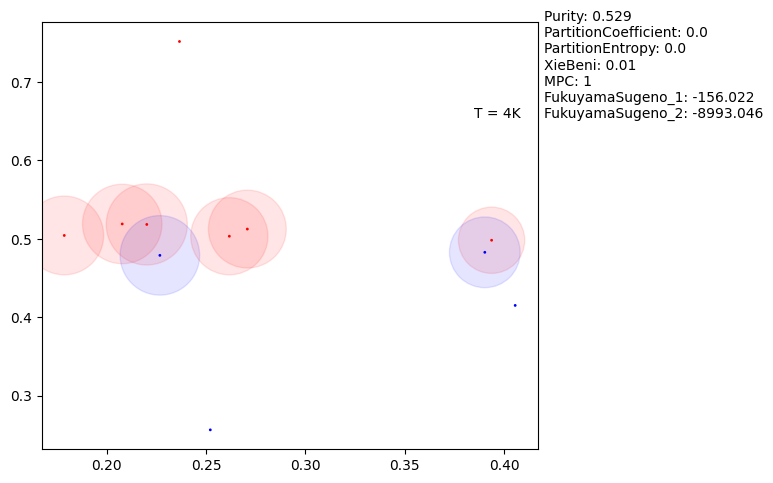 Purity: 0.529
PartitionCoefficient: 0.0
PartitionEntropy: 0.0
XieBeni: 0.01
MPC: 1
FukuyamaSugeno_1: -156.022
FukuyamaSugeno_2: -8993.046
T = 4K
0.7
0.6
0.5
0.4
0.3
0.20 0.25 0.30 0.35 0.40